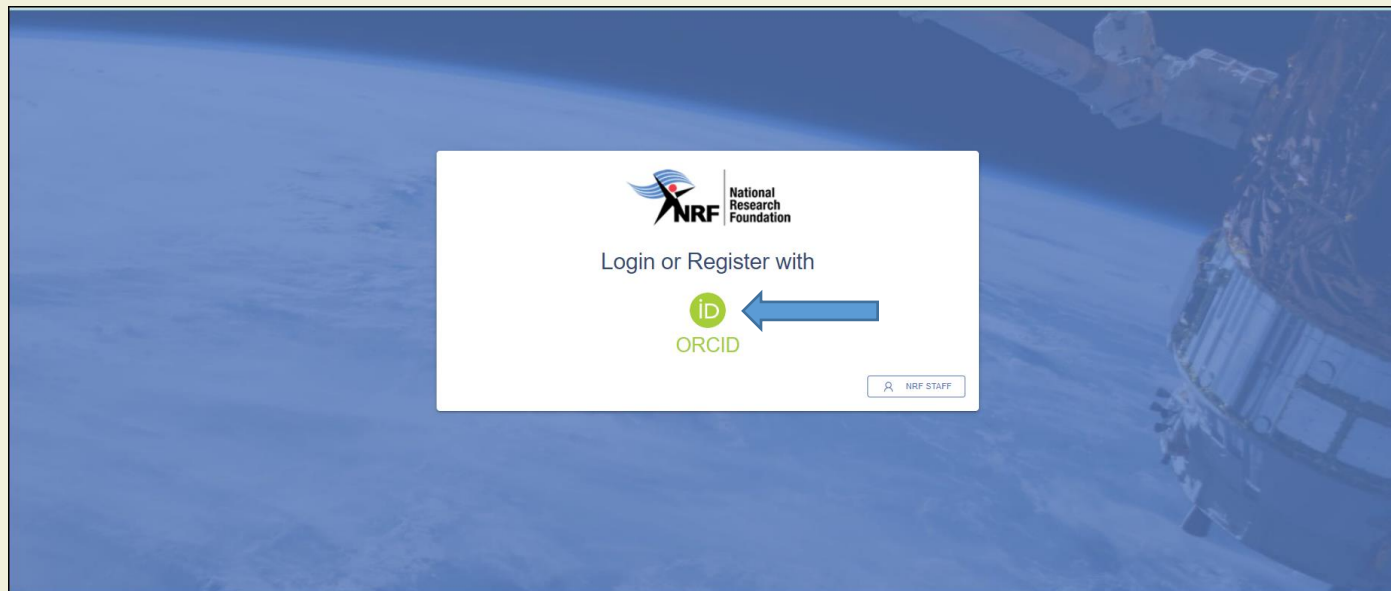 NRF
National
Research
Foundation
Login or Register with
iD
ORCID
NRF STAFF